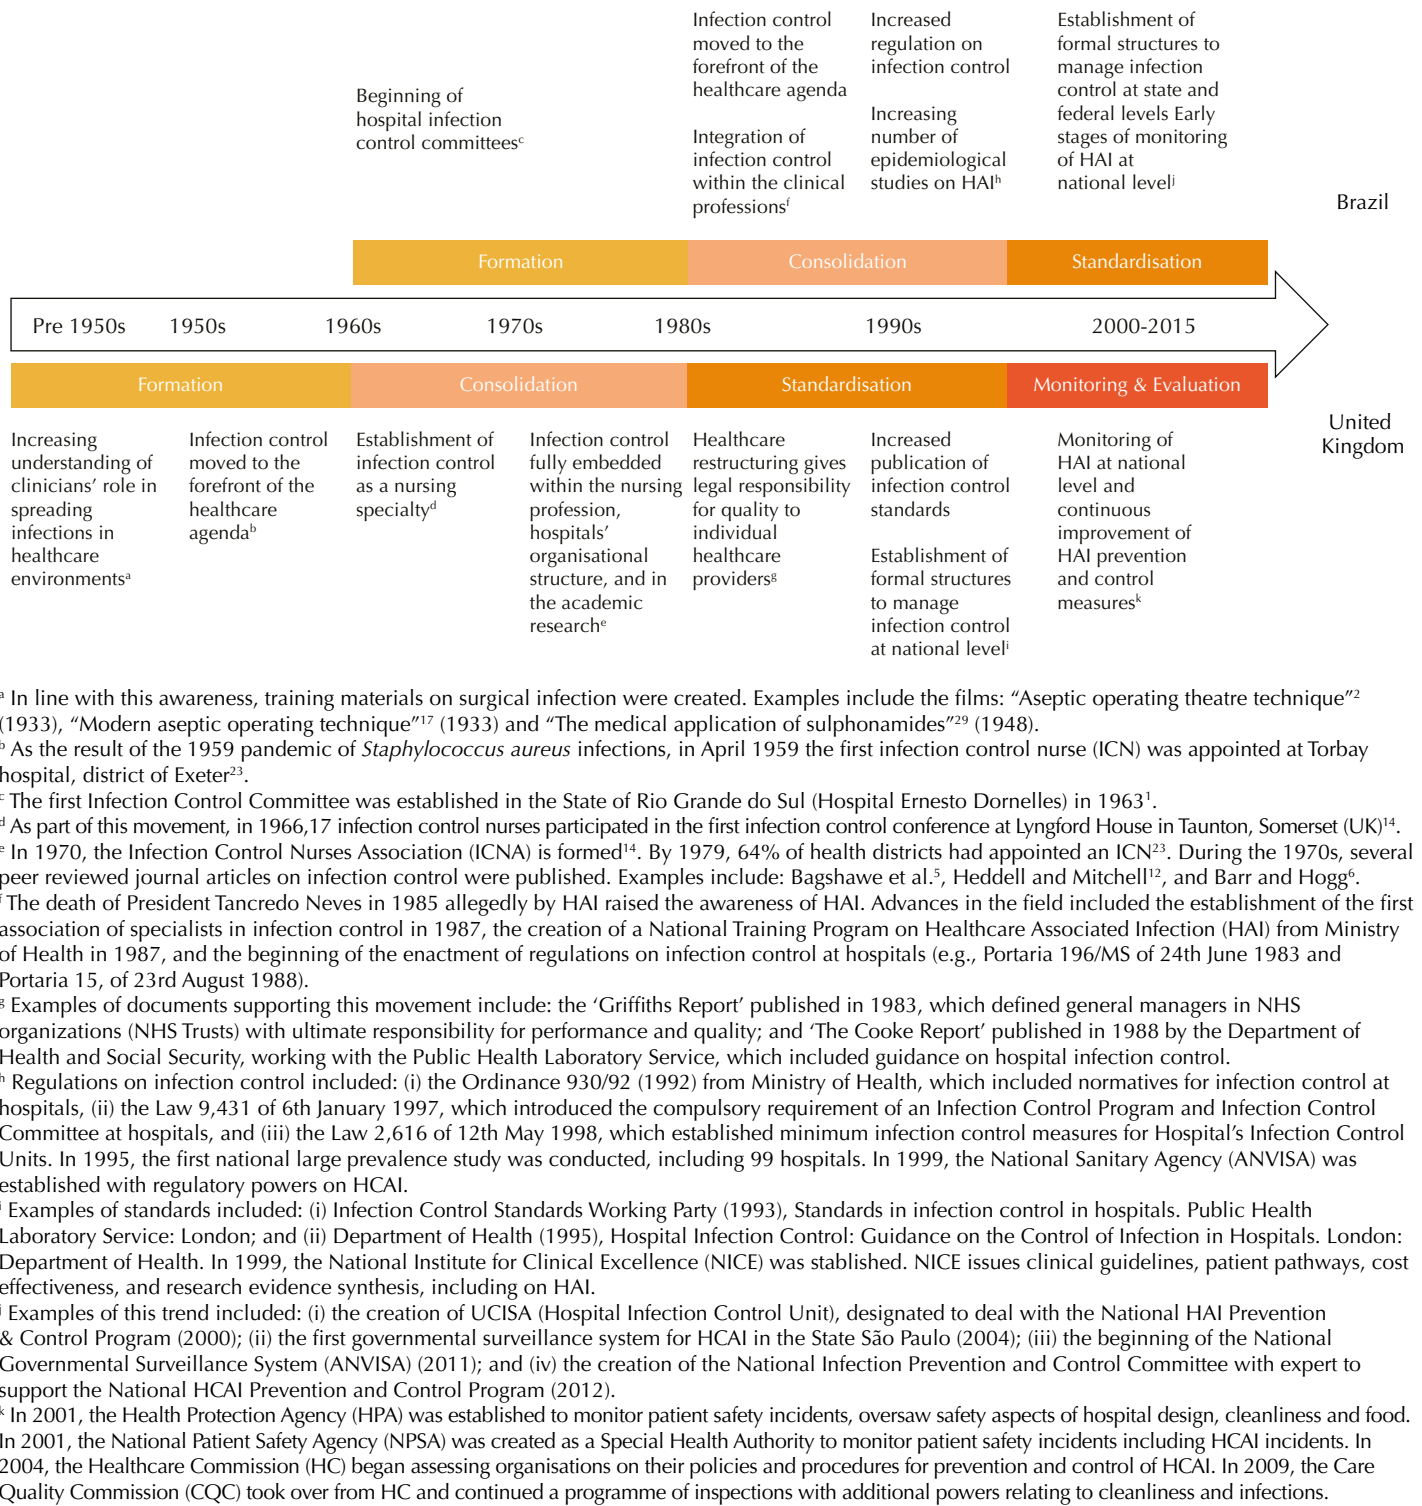 Infection control
moved to the
forefront of the
healthcare agenda
Integration of
infection control
within the clinical
professionsᶠ
Increased
regulation on
infection control
Increasing
number of
epidemiological
studies on HAIʰ
Establishment of
formal structures to
manage infection
control at state and
federal levels Early
stages of monitoring
of HAI at
national levelʲ
Beginning of
hospital infection
control committeesᶜ
Brazil
Formation
Consolidation
Standardisation
Pre 1950s
1950s
1960s
1970s
1980s
1990s
2000-2015
Formation
Consolidation
Standardisation
Monitoring & Evaluation
United
Kingdom
Increasing
understanding of
clinicians’ role in
spreading
infections in
healthcare
environmentsᵃ
Infection control
moved to the
forefront of the
healthcare
agendaᵇ
Establishment of
infection control
as a nursing
specialtyᵈ
Infection control
fully embedded
within the nursing
profession,
hospitals’
organisational
structure, and in
the academic
researchᵉ
Healthcare
restructuring gives
legal responsibility
for quality to
individual
healthcare
providersᵍ
Increased
publication of
infection control
standards
Establishment of
formal structures
to manage
infection control
at national levelⁱ
Monitoring of
HAI at national
level and
continuous
improvement of
HAI prevention
and control
measuresᵏ
ᵃ In line with this awareness, training materials on surgical infection were created. Examples include the films: “Aseptic operating theatre technique”²
(1933), “Modern aseptic operating technique”¹⁷ (1933) and “The medical application of sulphonamides”²⁹ (1948).
ᵇ As the result of the 1959 pandemic of Staphylococcus aureus infections, in April 1959 the first infection control nurse (ICN) was appointed at Torbay
hospital, district of Exeter²³.
ᶜ The first Infection Control Committee was established in the State of Rio Grande do Sul (Hospital Ernesto Dornelles) in 1963¹.
ᵈ As part of this movement, in 1966,17 infection control nurses participated in the first infection control conference at Lyngford House in Taunton, Somerset (UK)¹⁴.
ᵉ In 1970, the Infection Control Nurses Association (ICNA) is formed¹⁴. By 1979, 64% of health districts had appointed an ICN²³. During the 1970s, several
peer reviewed journal articles on infection control were published. Examples include: Bagshawe et al.⁵, Heddell and Mitchell¹², and Barr and Hogg⁶.
ᶠ The death of President Tancredo Neves in 1985 allegedly by HAI raised the awareness of HAI. Advances in the field included the establishment of the first
association of specialists in infection control in 1987, the creation of a National Training Program on Healthcare Associated Infection (HAI) from Ministry
of Health in 1987, and the beginning of the enactment of regulations on infection control at hospitals (e.g., Portaria 196/MS of 24th June 1983 and
Portaria 15, of 23rd August 1988).
ᵍ Examples of documents supporting this movement include: the ‘Griffiths Report’ published in 1983, which defined general managers in NHS
organizations (NHS Trusts) with ultimate responsibility for performance and quality; and ‘The Cooke Report’ published in 1988 by the Department of
Health and Social Security, working with the Public Health Laboratory Service, which included guidance on hospital infection control.
ʰ Regulations on infection control included: (i) the Ordinance 930/92 (1992) from Ministry of Health, which included normatives for infection control at
hospitals, (ii) the Law 9,431 of 6th January 1997, which introduced the compulsory requirement of an Infection Control Program and Infection Control
Committee at hospitals, and (iii) the Law 2,616 of 12th May 1998, which established minimum infection control measures for Hospital’s Infection Control
Units. In 1995, the first national large prevalence study was conducted, including 99 hospitals. In 1999, the National Sanitary Agency (ANVISA) was
established with regulatory powers on HCAI.
ⁱ Examples of standards included: (i) Infection Control Standards Working Party (1993), Standards in infection control in hospitals. Public Health
Laboratory Service: London; and (ii) Department of Health (1995), Hospital Infection Control: Guidance on the Control of Infection in Hospitals. London:
Department of Health. In 1999, the National Institute for Clinical Excellence (NICE) was stablished. NICE issues clinical guidelines, patient pathways, cost
effectiveness, and research evidence synthesis, including on HAI.
ʲ Examples of this trend included: (i) the creation of UCISA (Hospital Infection Control Unit), designated to deal with the National HAI Prevention
& Control Program (2000); (ii) the first governmental surveillance system for HCAI in the State São Paulo (2004); (iii) the beginning of the National
Governmental Surveillance System (ANVISA) (2011); and (iv) the creation of the National Infection Prevention and Control Committee with expert to
support the National HCAI Prevention and Control Program (2012).
ᵏ In 2001, the Health Protection Agency (HPA) was established to monitor patient safety incidents, oversaw safety aspects of hospital design, cleanliness and food.
In 2001, the National Patient Safety Agency (NPSA) was created as a Special Health Authority to monitor patient safety incidents including HCAI incidents. In
2004, the Healthcare Commission (HC) began assessing organisations on their policies and procedures for prevention and control of HCAI. In 2009, the Care
Quality Commission (CQC) took over from HC and continued a programme of inspections with additional powers relating to cleanliness and infections.